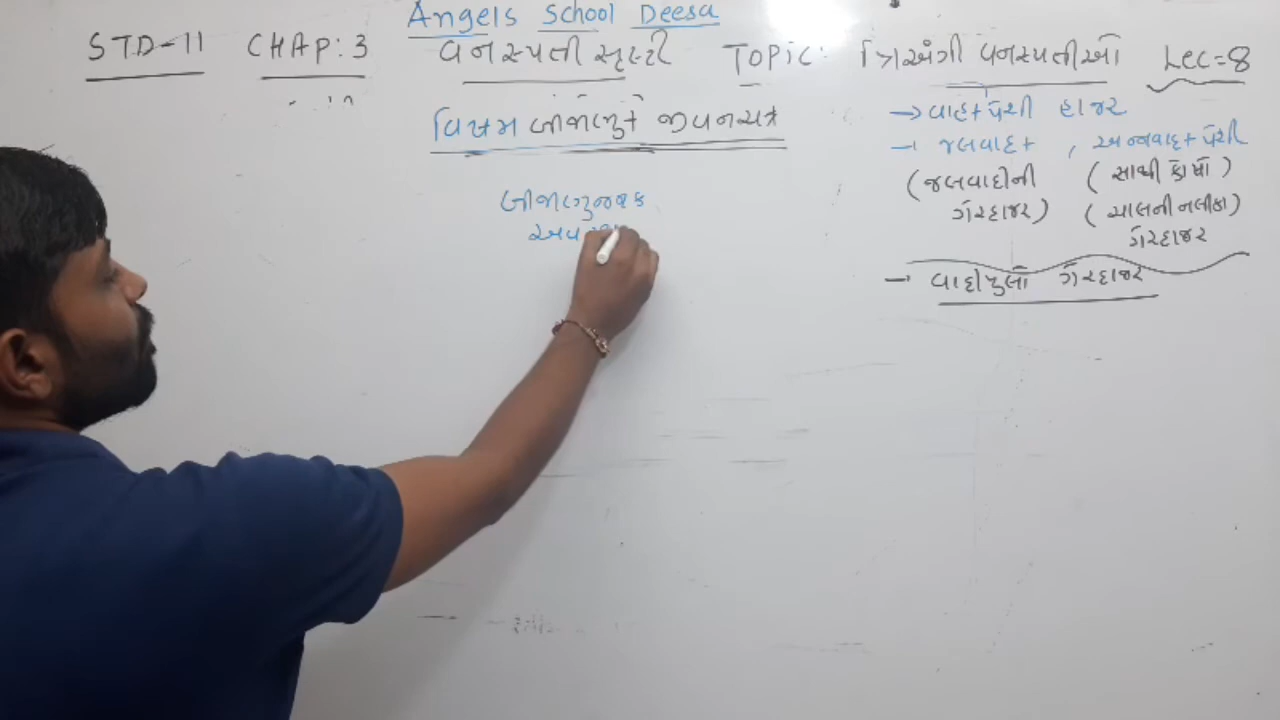 Angels School Deesa
STD-11 CHAP: 3 વનસ્પતી સૃષ્ટી TOPIC: ત્રિઅંગી વનસ્પતીઓ Lec=8
વિષમ બીજાણુક જીવનચક્ર
→ વાહક પેશી હાજર
→ જલવાહક , અન્નવાહક પેશી
(જલવાહીની (સાથી કોષો)
ગેરહાજર) (ચાલની નલીકા)
ગેરહાજર
→ વાહીપુલો ગેરહાજર
બીજાણુજનક